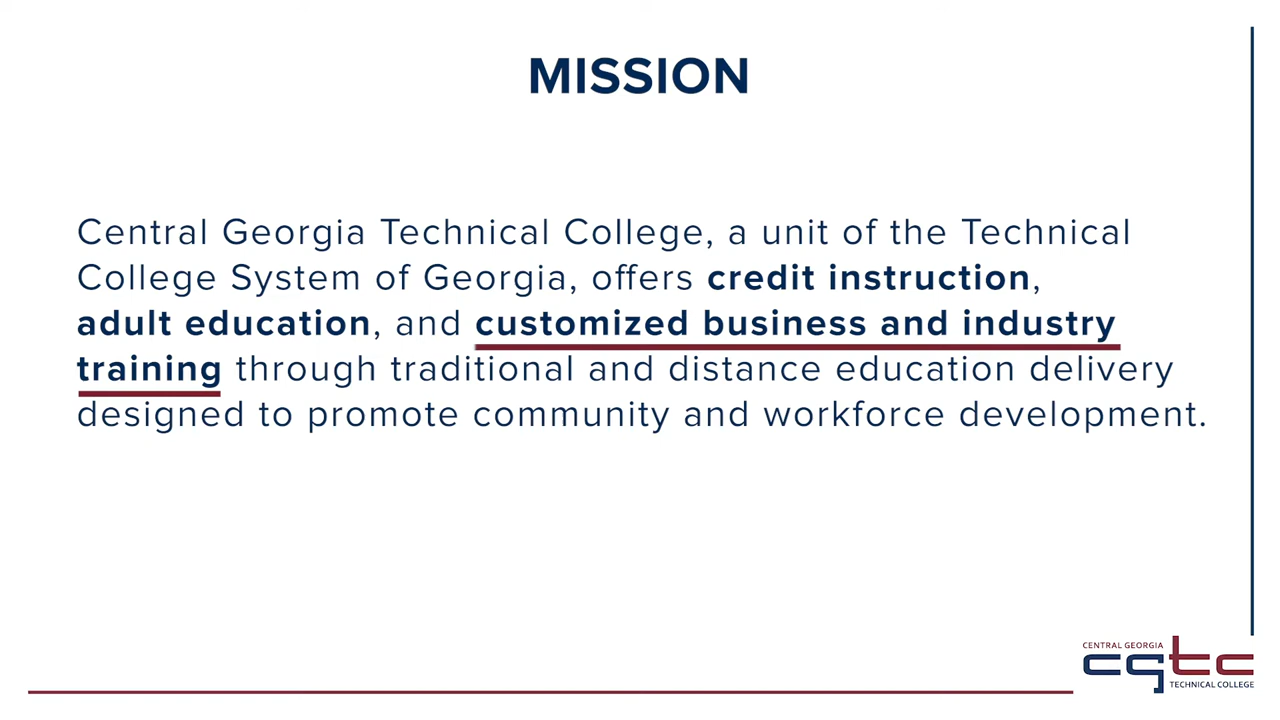 MISSION
Central Georgia Technical College, a unit of the Technical
College System of Georgia, offers credit instruction,
adult education, and customized business and industry
training through traditional and distance education delivery
designed to promote community and workforce development.
CENTRAL GEORGIA
cgtc
TECHNICAL COLLEGE